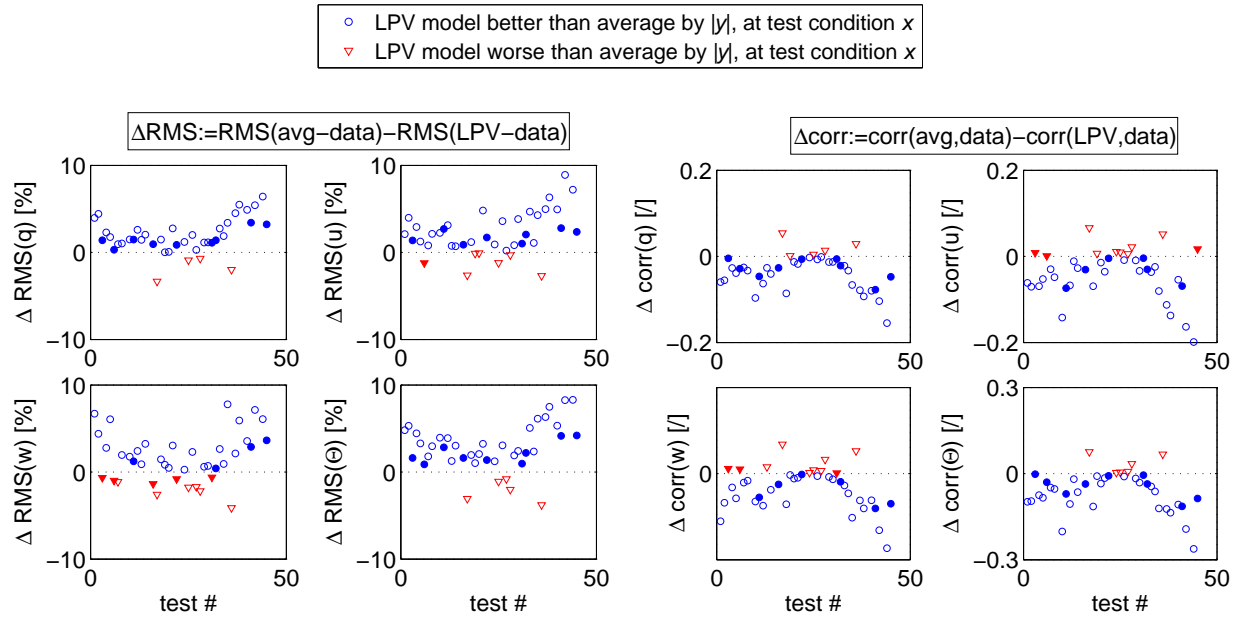 LPV model better than average by |y|, at test condition x
LPV model worse than average by |y|, at test condition x
ΔRMS:=RMS(avg−data)−RMS(LPV−data)
Δcorr:=corr(avg,data)−corr(LPV,data)
Δ RMS(q) [%]
10
0
−10
0
50
Δ RMS(u) [%]
10
0
−10
0
50
Δ corr(q) [/]
0.2
0
−0.2
0
50
Δ corr(u) [/]
0.2
0
−0.2
0
50
Δ RMS(w) [%]
10
0
−10
0
50
test #
Δ RMS(Θ) [%]
10
0
−10
0
50
test #
Δ corr(w) [/]
0
0
50
test #
Δ corr(Θ) [/]
0.3
0
−0.3
0
50
test #